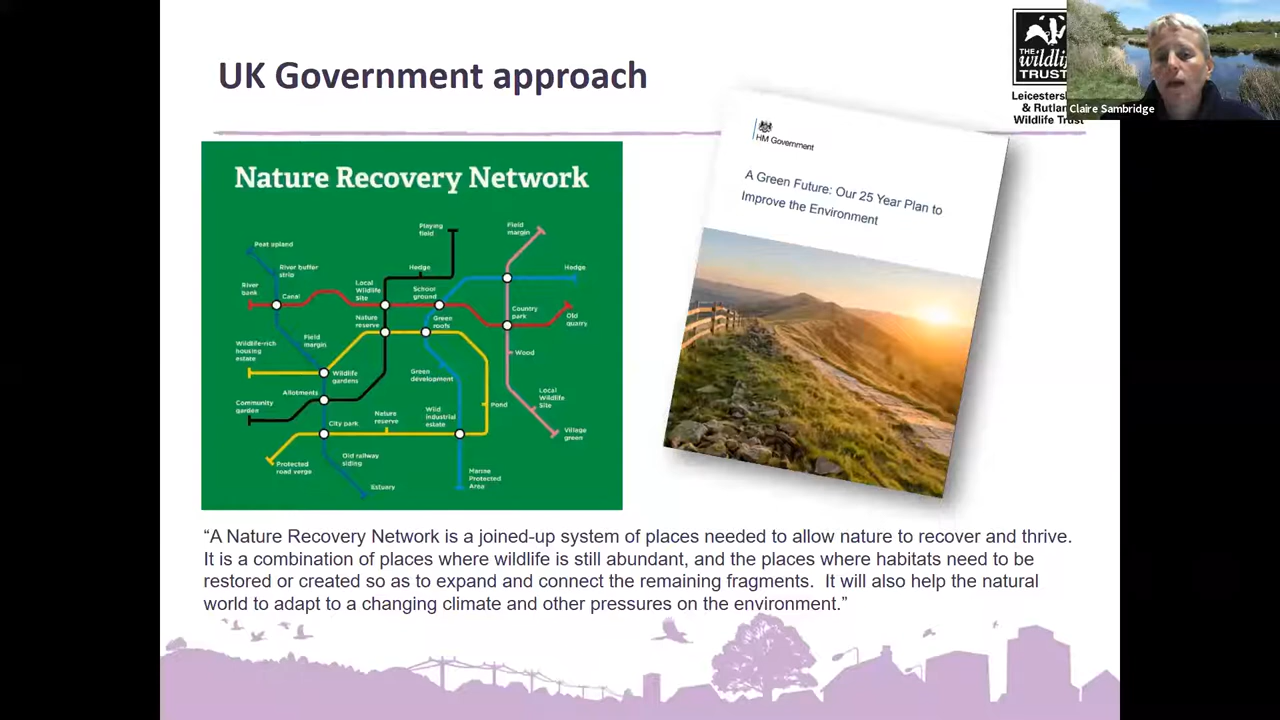 UK Government approach
THE
wildlif
TRUST
Leicesters
& Rutlan
Wildlife Trust
Claire Sambridge
HM Government
A Green Future: Our 25 Year Plan to
Improve the Environment
Nature Recovery Network
Playing
field
Field
margin
Peat upland
River buffer
strip
Hedge
Hedge
River
bank
Canal
Local
Wildlife
Site
School
ground
Country
park
Old
quarry
Nature
reserve
Green
roofs
Field
margin
Wildlife-rich
housing
estate
Wood
Wildlife
gardens
Green
development
Allotments
Local
Wildlife
Site
Community
garden
Pond
City park
Nature
reserve
Wild
industrial
estate
Village
green
Protected
road verge
Old railway
siding
Marine
Protected
Area
Estuary
“A Nature Recovery Network is a joined-up system of places needed to allow nature to recover and thrive.
It is a combination of places where wildlife is still abundant, and the places where habitats need to be
restored or created so as to expand and connect the remaining fragments. It will also help the natural
world to adapt to a changing climate and other pressures on the environment.”